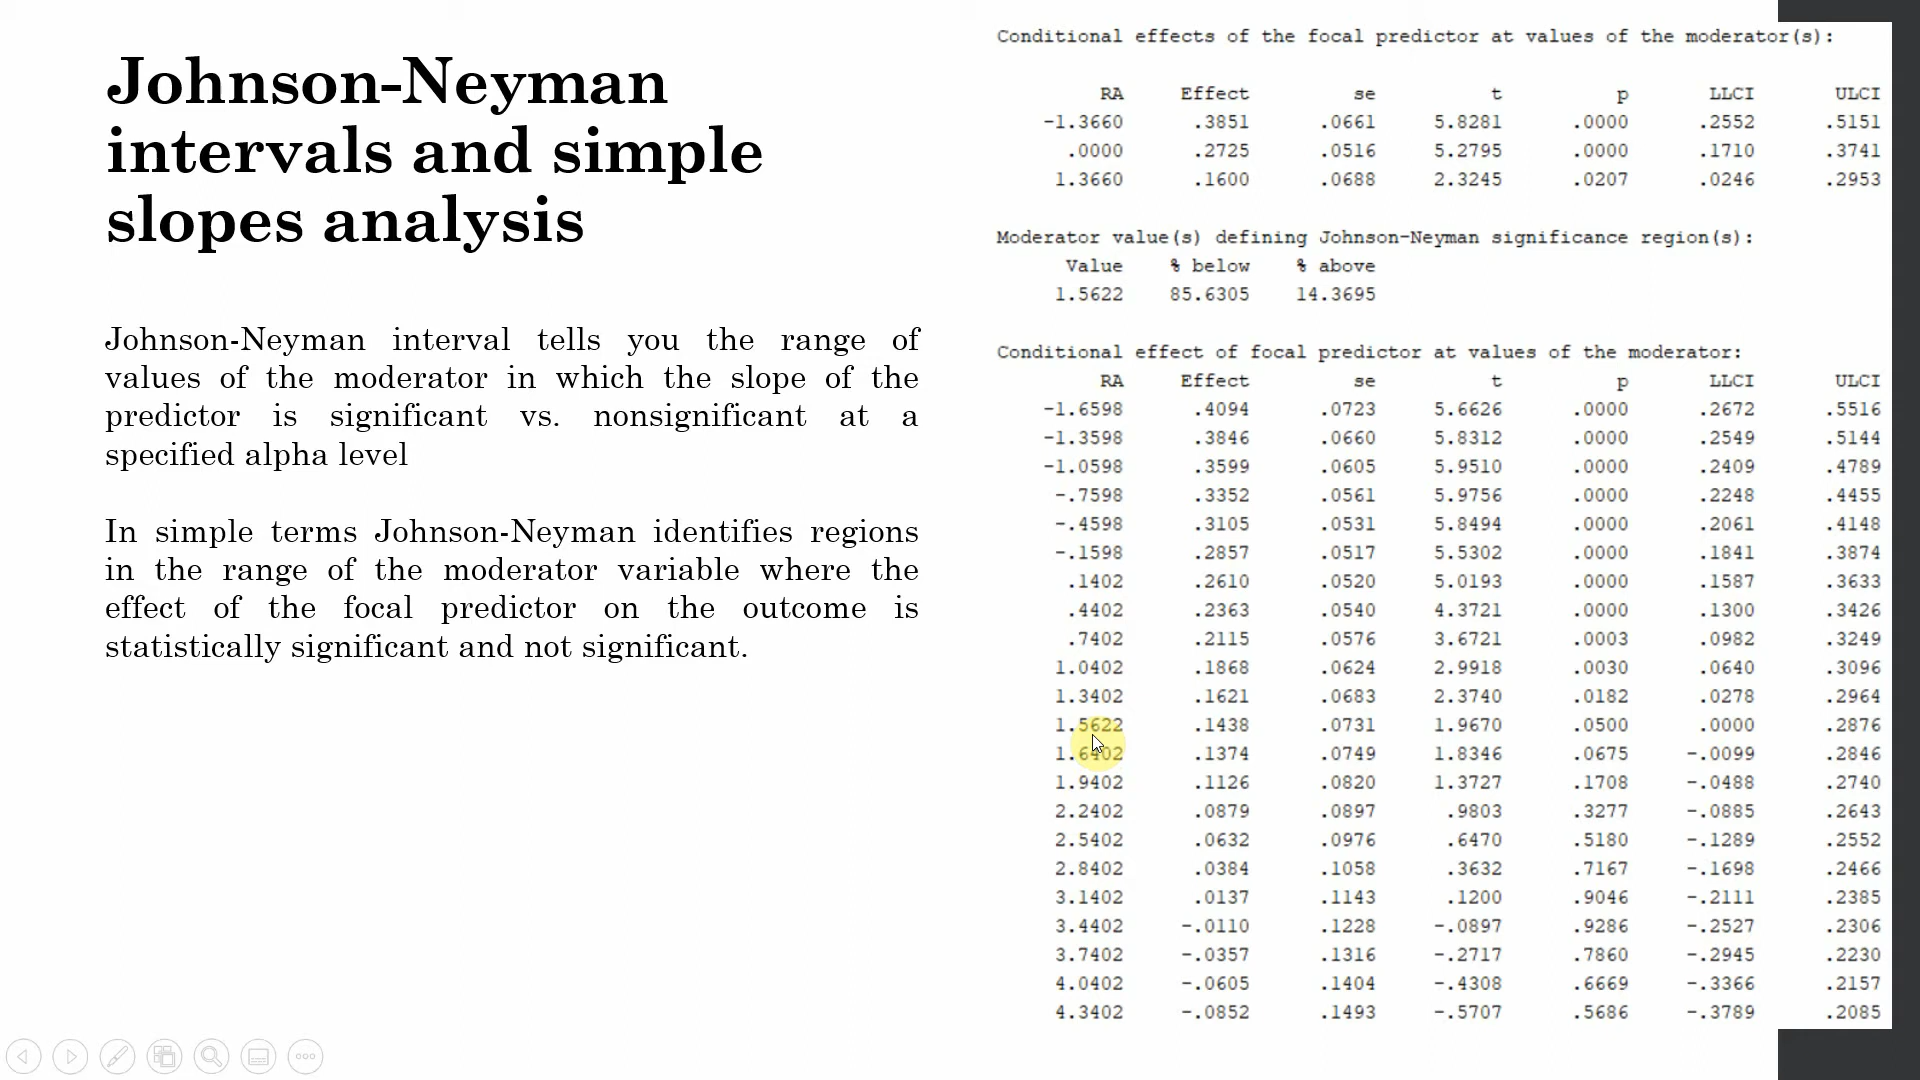 Johnson-Neyman
intervals and simple
slopes analysis
Johnson-Neyman interval tells you the range of
values of the moderator in which the slope of the
predictor is significant vs. nonsignificant at a
specified alpha level
In simple terms Johnson-Neyman identifies regions
in the range of the moderator variable where the
effect of the focal predictor on the outcome is
statistically significant and not significant.
Conditional effects of the focal predictor at values of the moderator(s):
RA Effect se t p LLCI ULCI
-1.3660 .3851 .0661 5.8281 .0000 .2552 .5151
.0000 .2725 .0516 5.2795 .0000 .1710 .3741
1.3660 .1600 .0688 2.3245 .0207 .0246 .2953
Moderator value(s) defining Johnson-Neyman significance region(s):
Value % below % above
1.5622 85.6305 14.3695
Conditional effect of focal predictor at values of the moderator:
RA Effect se t p LLCI ULCI
-1.6598 .4094 .0723 5.6626 .0000 .2672 .5516
-1.3598 .3846 .0660 5.8312 .0000 .2549 .5144
-1.0598 .3599 .0605 5.9510 .0000 .2409 .4789
-.7598 .3352 .0561 5.9756 .0000 .2248 .4455
-.4598 .3105 .0531 5.8494 .0000 .2061 .4148
-.1598 .2857 .0517 5.5302 .0000 .1841 .3874
.1402 .2610 .0520 5.0193 .0000 .1587 .3633
.4402 .2363 .0540 4.3721 .0000 .1300 .3426
.7402 .2115 .0576 3.6721 .0003 .0982 .3249
1.0402 .1868 .0624 2.9918 .0030 .0640 .3096
1.3402 .1621 .0683 2.3740 .0182 .0278 .2964
1.5622 .1438 .0731 1.9670 .0500 .0000 .2876
1.6402 .1374 .0749 1.8346 .0675 -.0099 .2846
1.9402 .1126 .0820 1.3727 .1708 -.0488 .2740
2.2402 .0879 .0897 .9803 .3277 -.0885 .2643
2.5402 .0632 .0976 .6470 .5180 -.1289 .2552
2.8402 .0384 .1058 .3632 .7167 -.1698 .2466
3.1402 .0137 .1143 .1200 .9046 -.2111 .2385
3.4402 -.0110 .1228 -.0897 .9286 -.2527 .2306
3.7402 -.0357 .1316 -.2717 .7860 -.2945 .2230
4.0402 -.0605 .1404 -.4308 .6669 -.3366 .2157
4.3402 -.0852 .1493 -.5707 .5686 -.3789 .2085